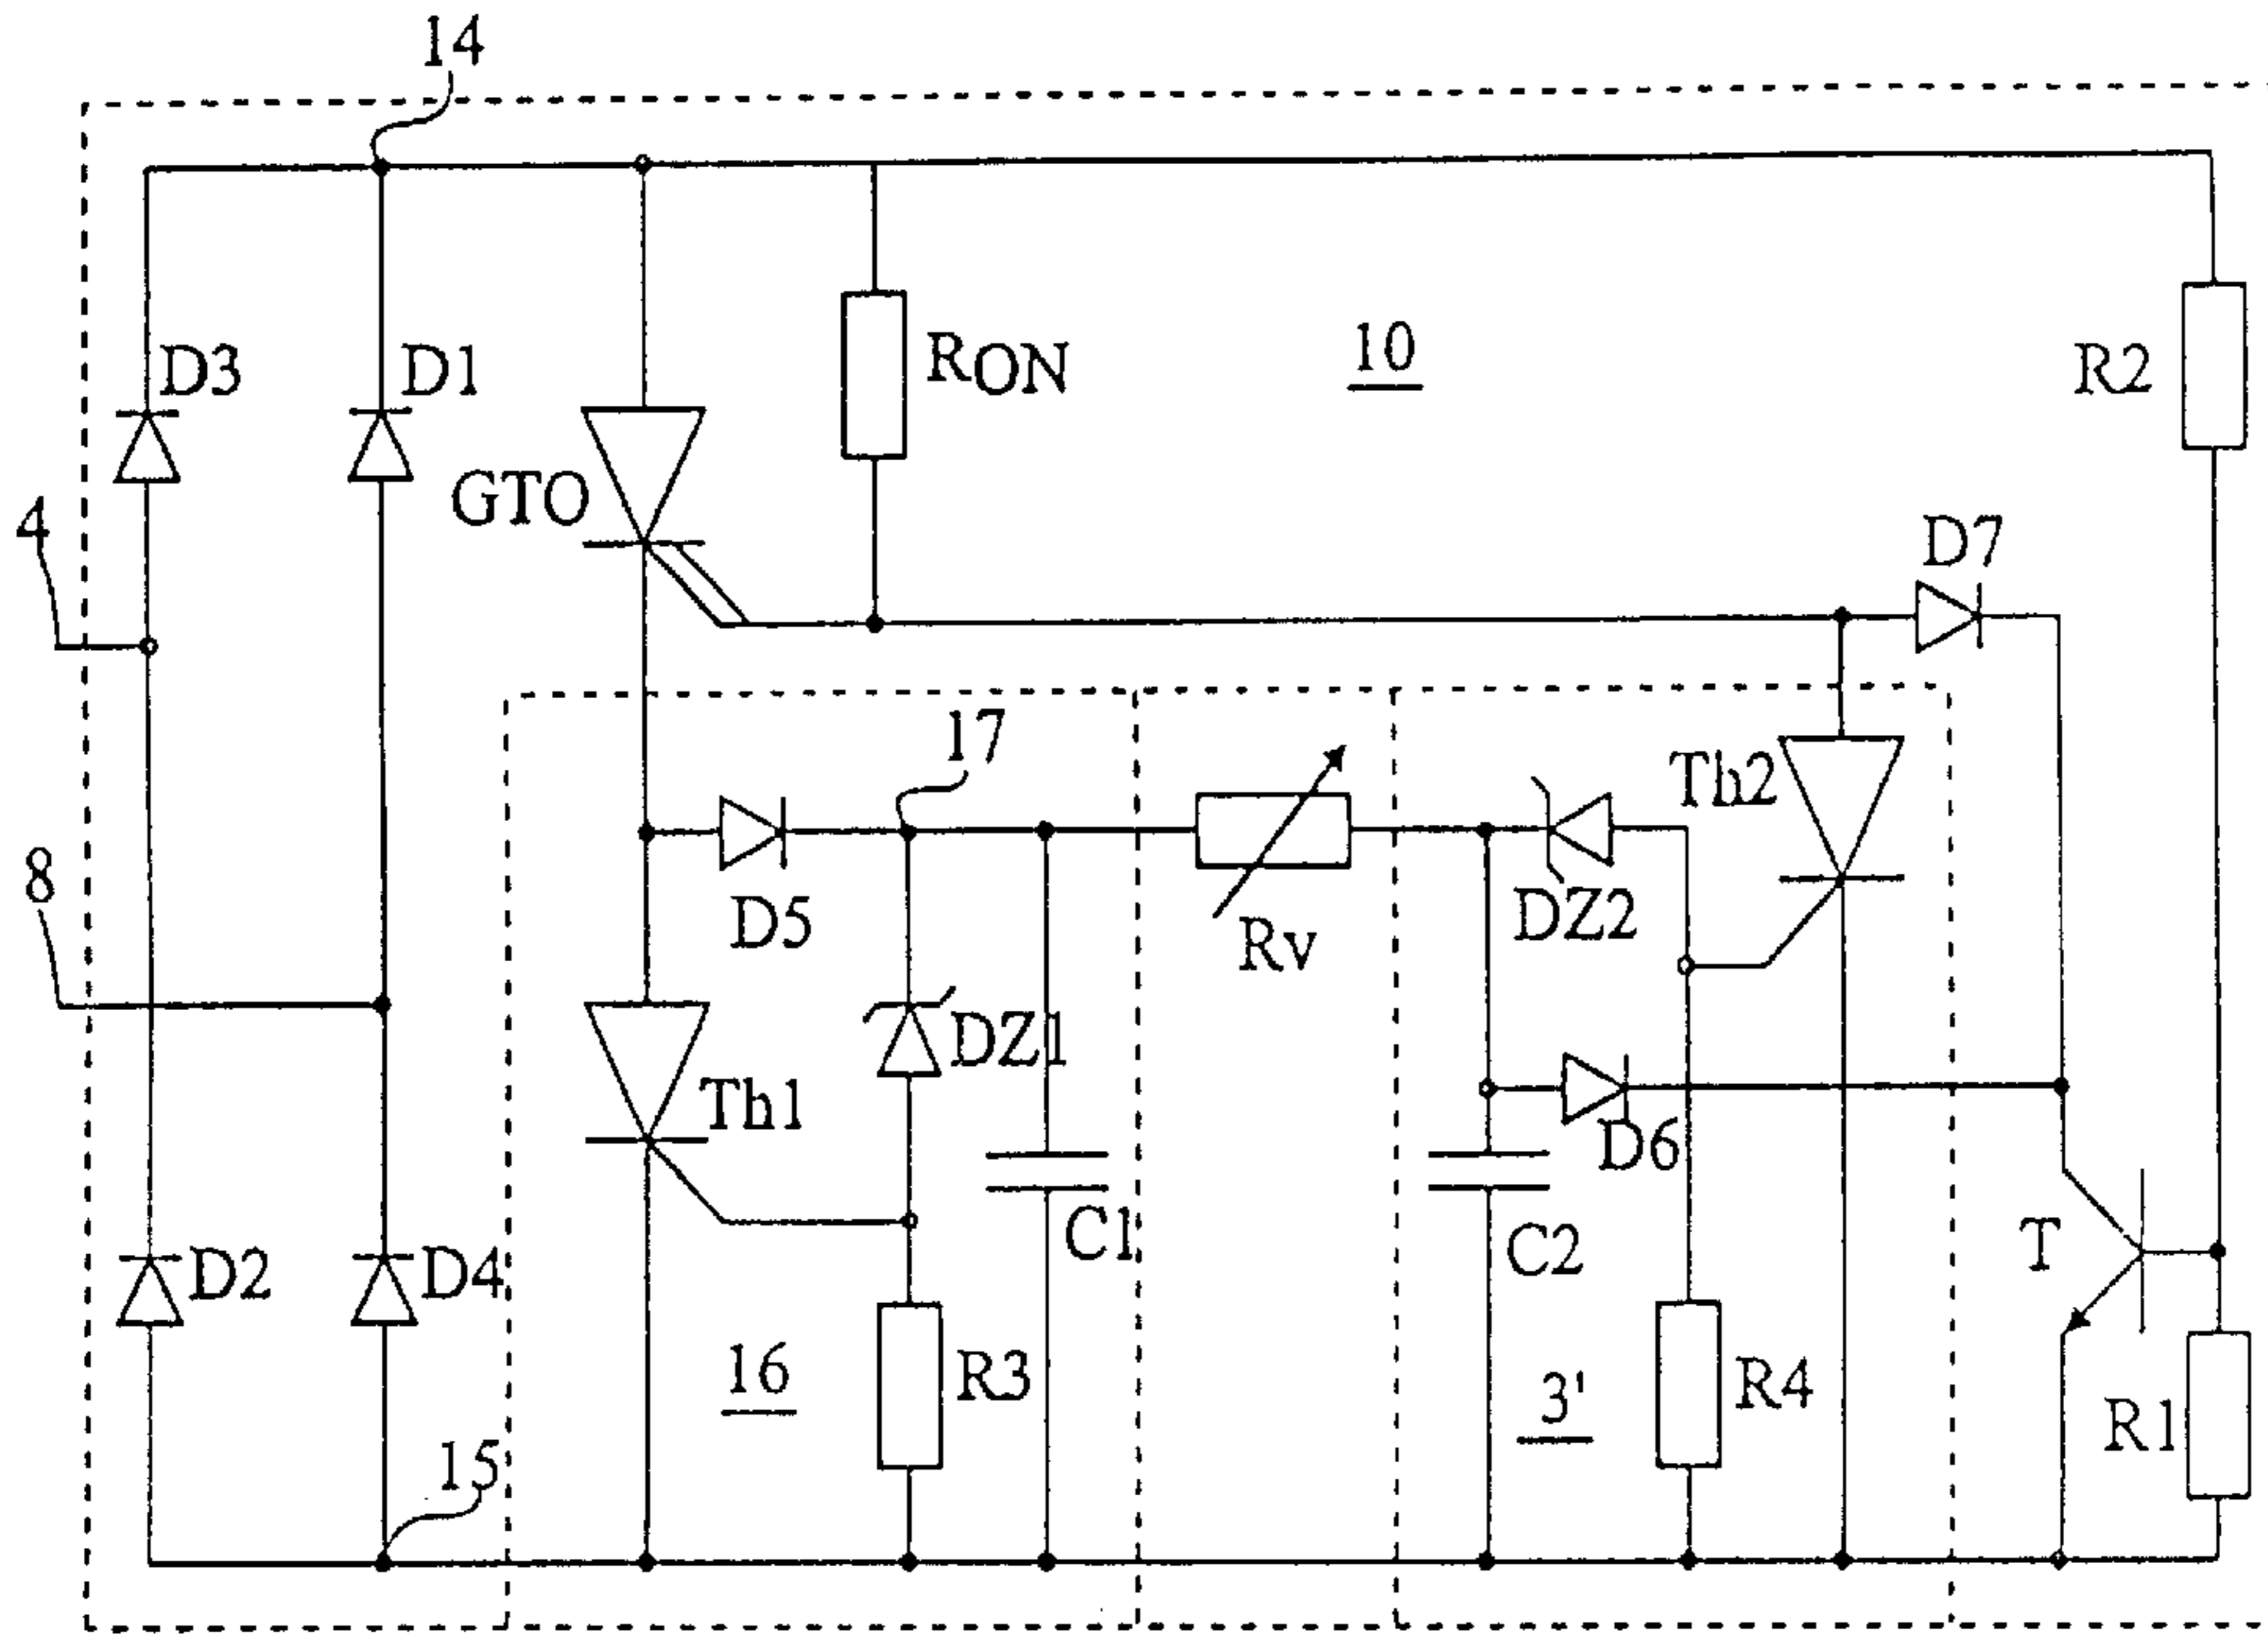 14
D3
D1
RON
10
R2
GTO
4
D7
17
Th2
8
D5
Rv
DZ2
DZ1
Th1
D6
C1
C2
T
D2
D4
16
R3
3'
R4
R1
15